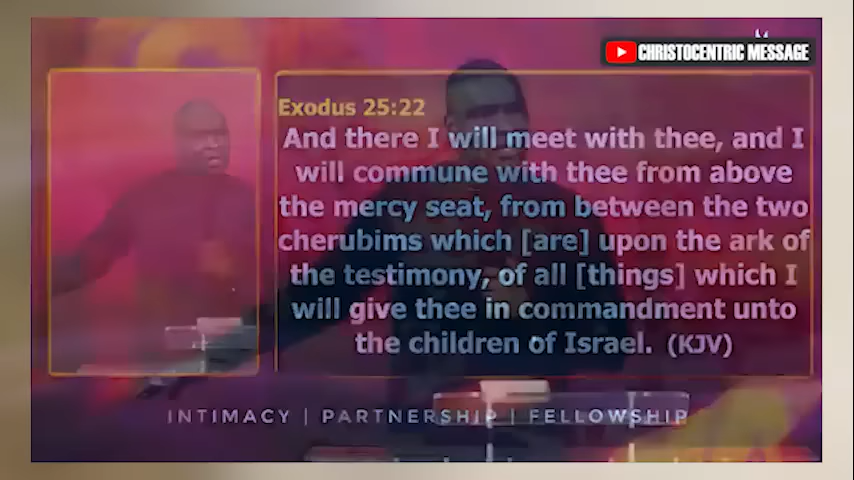 CHRISTOCENTRIC MESSAGE
Exodus 25:22
And there I will meet with thee, and I
will commune with thee from above
the mercy seat, from between the two
cherubims which [are] upon the ark of
the testimony, of all [things] which I
will give thee in commandment unto
the children of Israel. (KJV)
INTIMACY | PARTNERSHIP | FELLOWSHIP